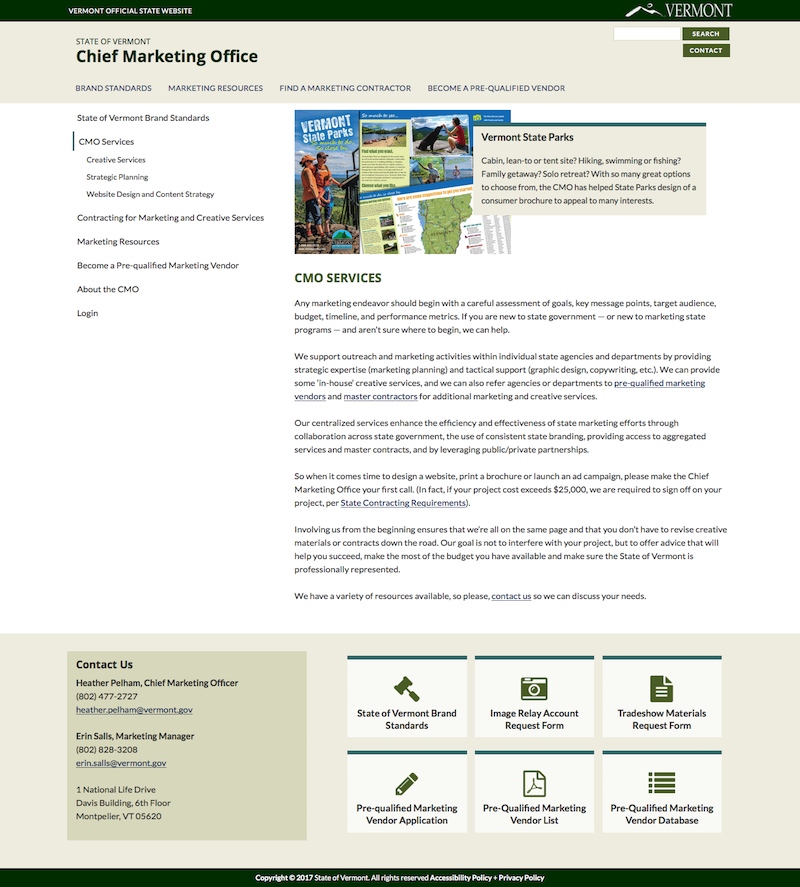 VERMONT OFFICIAL STATE WEBSITE
VERMONT
STATE OF VERMONT
Chief Marketing Office
SEARCH
CONTACT
BRAND STANDARDS
MARKETING RESOURCES
FIND A MARKETING CONTRACTOR
BECOME A PRE-QUALIFIED VENDOR
State of Vermont Brand Standards
CMO Services
Creative Services
Strategic Planning
Website Design and Content Strategy
Contracting for Marketing and Creative Services
Marketing Resources
Become a Pre-qualified Marketing Vendor
About the CMO
Login
VERMONT
State Parks
So much to do...
So close by.
So much to see...
Find what you want.
Choose what you like.
VERMONT
Vermont State Parks
Cabin, lean-to or tent site? Hiking, swimming or fishing?
Family getaway? Solo retreat? With so many great options
to choose from, the CMO has helped State Parks design of a
consumer brochure to appeal to many interests.
CMO SERVICES
Any marketing endeavor should begin with a careful assessment of goals, key message points, target audience,
budget, timeline, and performance metrics. If you are new to state government — or new to marketing state
programs — and aren't sure where to begin, we can help.
We support outreach and marketing activities within individual state agencies and departments by providing
strategic expertise (marketing planning) and tactical support (graphic design, copywriting, etc.). We can provide
some 'in-house' creative services, and we can also refer agencies or departments to pre-qualified marketing
vendors and master contractors for additional marketing and creative services.
Our centralized services enhance the efficiency and effectiveness of state marketing efforts through
collaboration across state government, the use of consistent state branding, providing access to aggregated
services and master contracts, and by leveraging public/private partnerships.
So when it comes time to design a website, print a brochure or launch an ad campaign, please make the Chief
Marketing Office your first call. (In fact, if your project cost exceeds $25,000, we are required to sign off on your
project, per State Contracting Requirements).
Involving us from the beginning ensures that we're all on the same page and that you don't have to revise creative
materials or contracts down the road. Our goal is not to interfere with your project, but to offer advice that will
help you succeed, make the most of the budget you have available and make sure the State of Vermont is
professionally represented.
We have a variety of resources available, so please, contact us so we can discuss your needs.
Contact Us
Heather Pelham, Chief Marketing Officer
(802) 477-2727
heather.pelham@vermont.gov
Erin Salls, Marketing Manager
(802) 828-3208
erin.salls@vermont.gov
1 National Life Drive
Davis Building, 6th Floor
Montpelier, VT 05620
State of Vermont Brand
Standards
Image Relay Account
Request Form
Tradeshow Materials
Request Form
Pre-qualified Marketing
Vendor Application
Pre-Qualified Marketing
Vendor List
Pre-Qualified Marketing
Vendor Database
Copyright © 2017 State of Vermont. All rights reserved Accessibility Policy + Privacy Policy